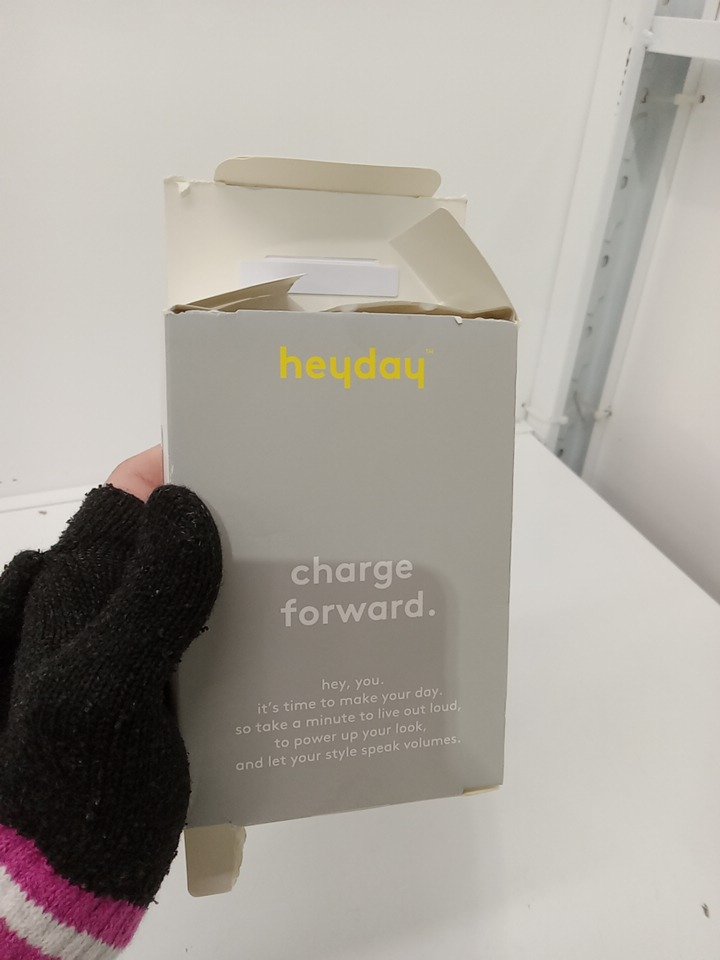 heyday™
charge
forward.
hey, you.
it's time to make your day.
so take a minute to live out loud,
to power up your look,
and let your style speak volumes.